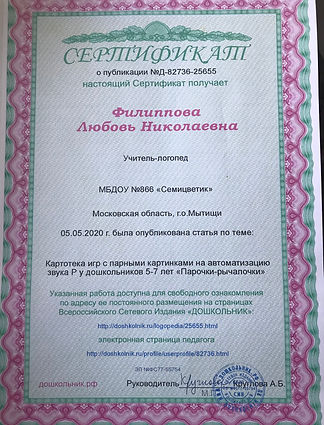 СЕРТИФИКАТ
о публикации №Д-82736-25655
настоящий Сертификат получает
Филиппова
Любовь Николаевна
Учитель-логопед
МБДОУ №866 «Семицветик»
Московская область, г.о.Мытищи
05.05.2020 г. была опубликована статья по теме:
Картотека игр с парными картинками на автоматизацию
звука Р у дошкольников 5-7 лет «Парочки-рычалочки»
Указанная работа доступна для свободного ознакомления
по адресу ее постоянного размещения на страницах
Всероссийского Сетевого Издания «ДОШКОЛЬНИК»:
http://doshkolnik.ru/logopedia/25655.html
электронная страница педагога
http://doshkolnik.ru/profile/userprofile/82736.html
ЭЛ №ФС77-55754
дошкольник.рф Руководитель Круглова А.Б.